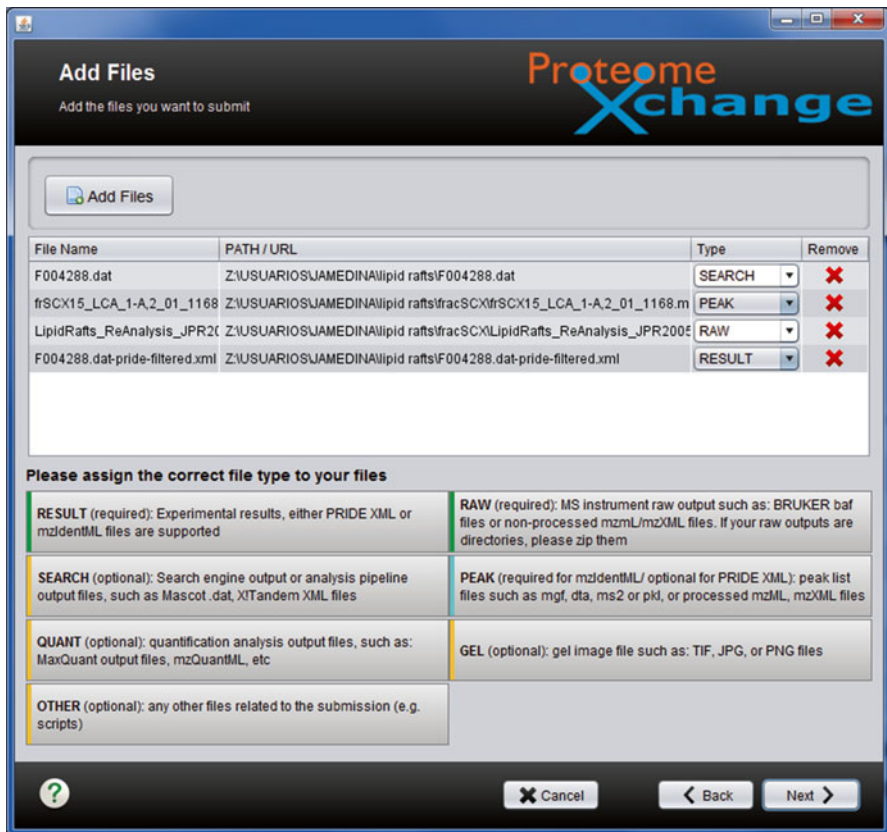 Add Files
Add the files you want to submit
Proteome
Xchange
Add Files
File Name PATH / URL Type Remove
F004288.dat Z:\USUARIOS\JAMEDINA\lipid rafts\F004288.dat SEARCH
frSCX15_LCA_1-A,2_01_1168 Z:\USUARIOS\JAMEDINA\lipid rafts\fracSCX\frSCX15_LCA_1-A,2_01_1168.m PEAK
LipidRafts_ReAnalysis_JPR20 Z:\USUARIOS\JAMEDINA\lipid rafts\fracSCX\LipidRafts_ReAnalysis_JPR2005 RAW
F004288.dat-pride-filtered.xml Z:\USUARIOS\JAMEDINA\lipid rafts\F004288.dat-pride-filtered.xml RESULT
Please assign the correct file type to your files
RESULT (required): Experimental results, either PRIDE XML or
mzIdentML files are supported
RAW (required): MS instrument raw output such as: BRUKER baf
files or non-processed mzmL/mzXML files. If your raw outputs are
directories, please zip them
SEARCH (optional): Search engine output or analysis pipeline
output files, such as Mascot .dat, X!Tandem XML files
PEAK (required for mzIdentML/ optional for PRIDE XML): peak list
files such as mgf, dta, ms2 or pkl, or processed mzML, mzXML files
QUANT (optional): quantification analysis output files, such as:
MaxQuant output files, mzQuantML, etc
GEL (optional): gel image file such as: TIF, JPG, or PNG files
OTHER (optional): any other files related to the submission (e.g.
scripts)
? Cancel Back Next